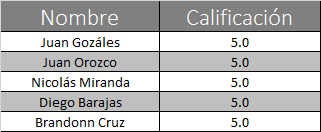 Nombre Calificación
Juan Gozáles 5.0
Juan Orozco 5.0
Nicolás Miranda 5.0
Diego Barajas 5.0
Brandonn Cruz 5.0